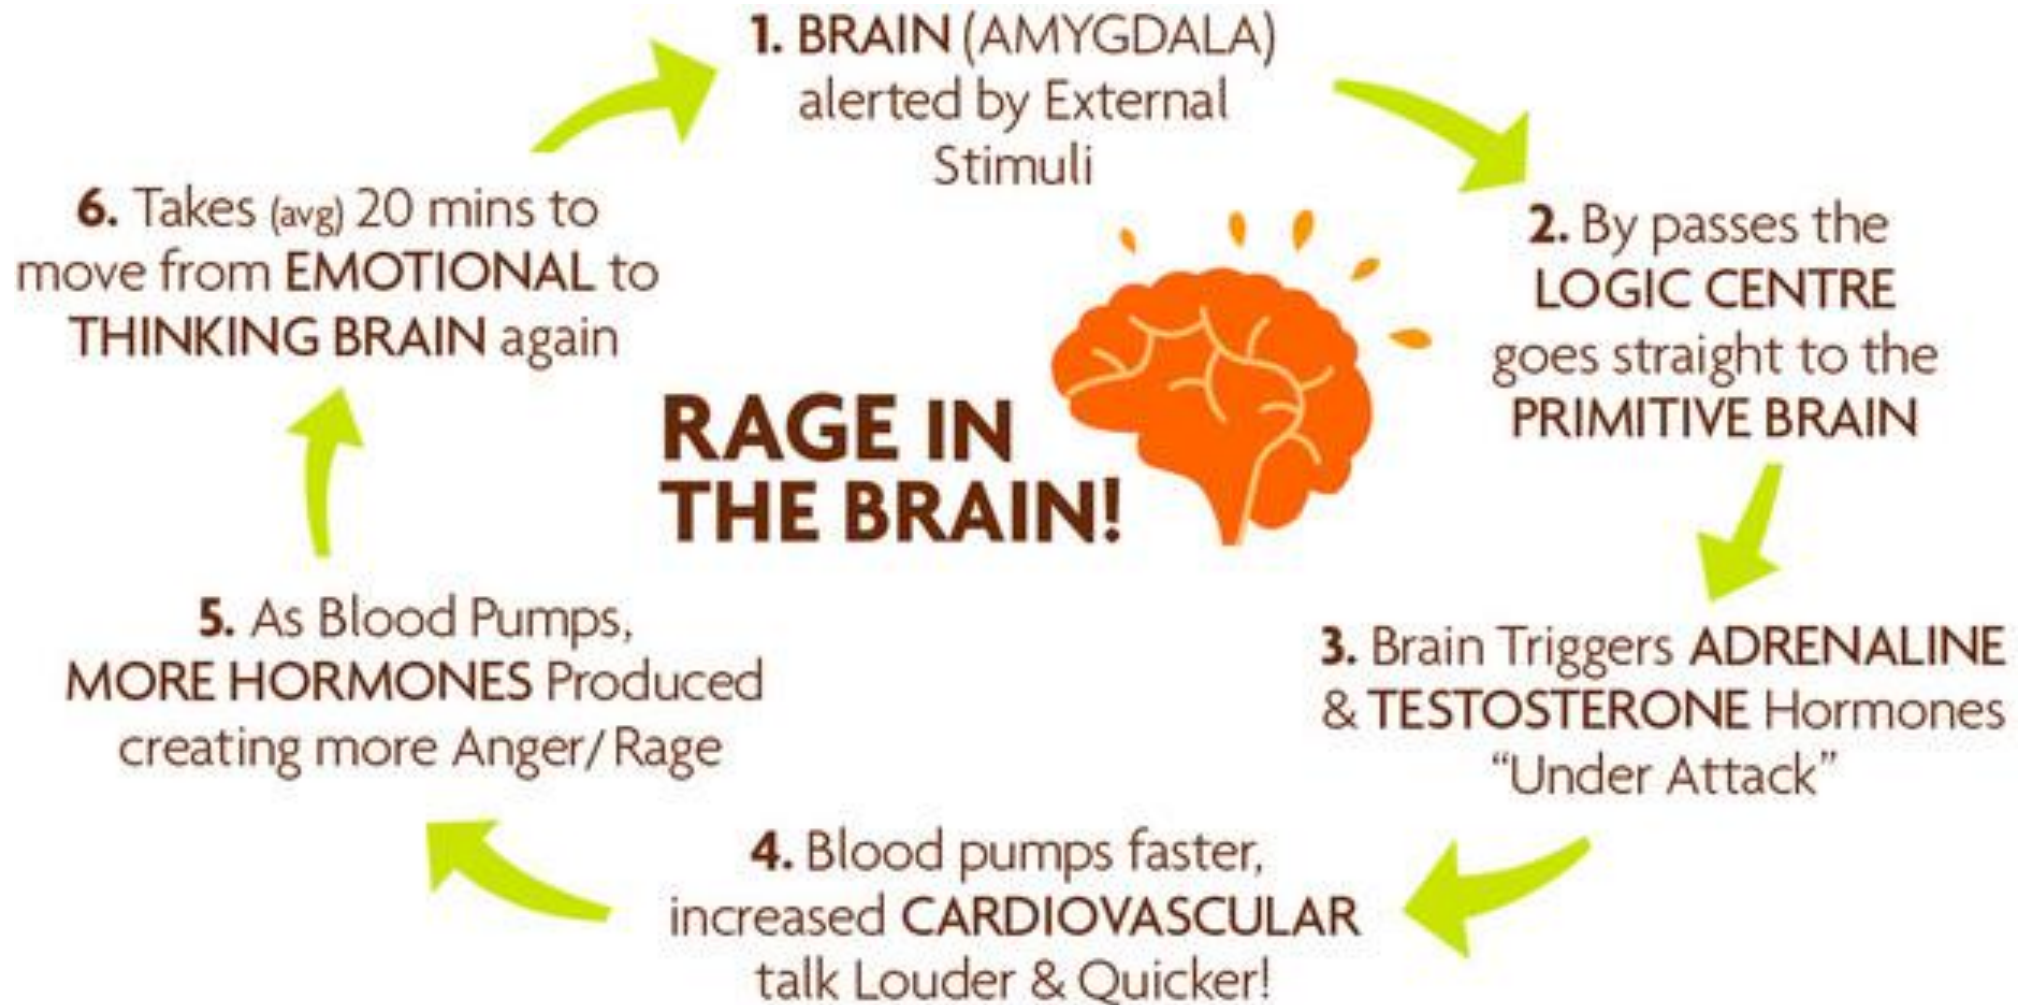 1. BRAIN (AMYGDALA)
alerted by External
Stimuli
2. By passes the
LOGIC CENTRE
goes straight to the
PRIMITIVE BRAIN
3. Brain Triggers ADRENALINE
& TESTOSTERONE Hormones
“Under Attack”
4. Blood pumps faster,
increased CARDIOVASCULAR
talk Louder & Quicker!
5. As Blood Pumps,
MORE HORMONES Produced
creating more Anger/Rage
6. Takes (avg) 20 mins to
move from EMOTIONAL to
THINKING BRAIN again
RAGE IN
THE BRAIN!